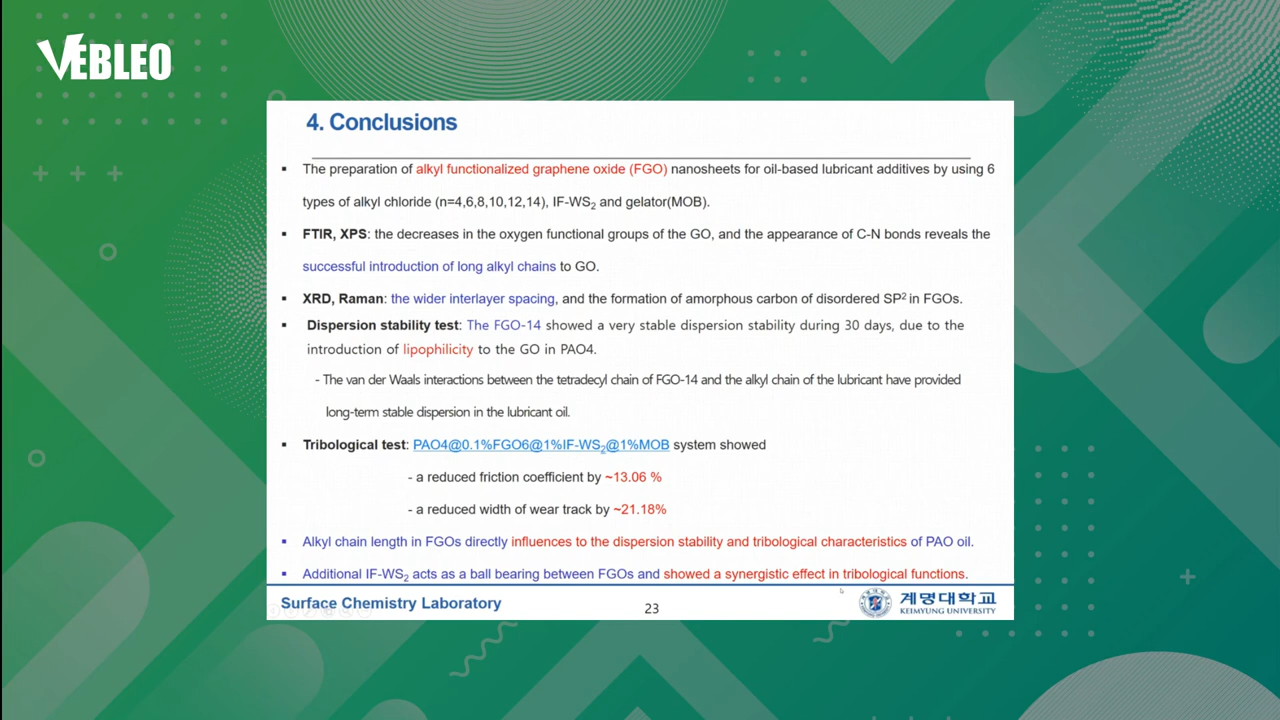 VEBLEO
4. Conclusions
▪ The preparation of alkyl functionalized graphene oxide (FGO) nanosheets for oil-based lubricant additives by using 6
types of alkyl chloride (n=4,6,8,10,12,14), IF-WS₂ and gelator(MOB).
▪ FTIR, XPS: the decreases in the oxygen functional groups of the GO, and the appearance of C-N bonds reveals the
successful introduction of long alkyl chains to GO.
▪ XRD, Raman: the wider interlayer spacing, and the formation of amorphous carbon of disordered SP² in FGOs.
▪ Dispersion stability test: The FGO-14 showed a very stable dispersion stability during 30 days, due to the
introduction of lipophilicity to the GO in PAO4.
- The van der Waals interactions between the tetradecyl chain of FGO-14 and the alkyl chain of the lubricant have provided
long-term stable dispersion in the lubricant oil.
▪ Tribological test: PAO4@0.1%FGO6@1%IF-WS₂@1%MOB system showed
- a reduced friction coefficient by ~13.06 %
- a reduced width of wear track by ~21.18%
▪ Alkyl chain length in FGOs directly influences to the dispersion stability and tribological characteristics of PAO oil.
▪ Additional IF-WS₂ acts as a ball bearing between FGOs and showed a synergistic effect in tribological functions.
Surface Chemistry Laboratory
23
계명대학교
KEIMYUNG UNIVERSITY